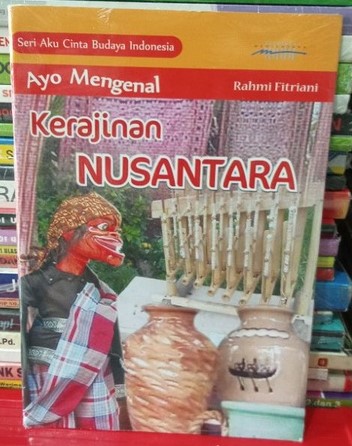 Seri Aku Cinta Budaya Indonesia
Ayo Mengenal
Rahmi Fitriani
Kerajinan
NUSANTARA